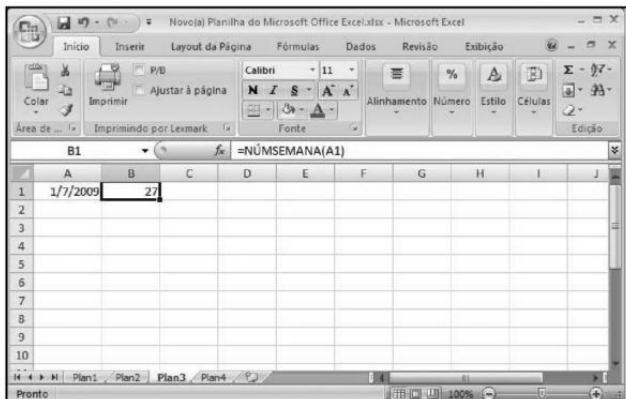 Novo(a) Planilha do Microsoft Office Excel.xlsx - Microsoft Excel
Início Inserir Layout da Página Fórmulas Dados Revisão Exibição
P/B
Ajustar à página
Colar
Imprimir
Calibri 11
N I S A A
A
Alinhamento Número Estilo Células
%
Σ
Área de ... Imprimindo por Lexmark Fonte Edição
B1 fx =NÚMSEMANA(A1)
A B C D E F G H I J
1 1/7/2009 27
2
3
4
5
6
7
8
9
10
Plan1 Plan2 Plan3 Plan4
Pronto 100%